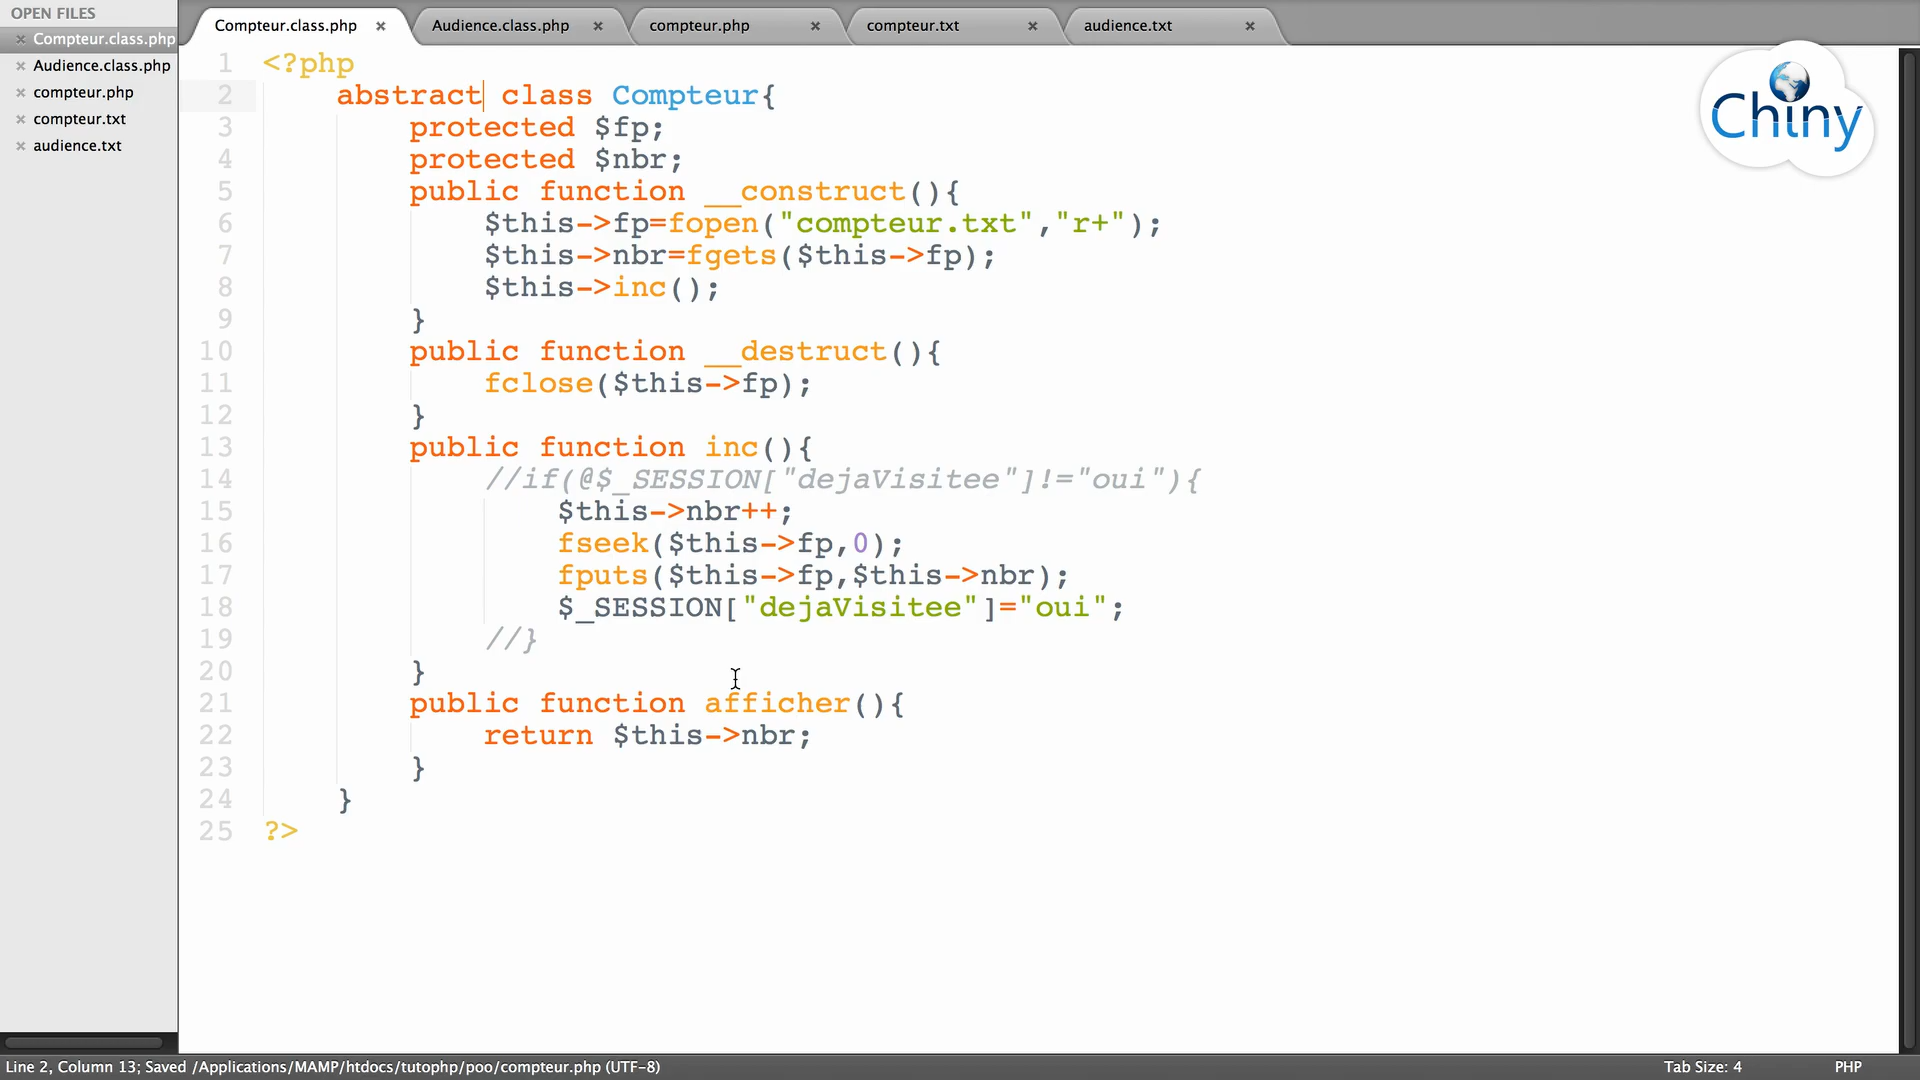 OPEN FILES
Compeur.class.php
Audience.class.php
compteur.php
compteur.txt
audience.txt
Compteur.class.php
Audience.class.php
compteur.php
compteur.txt
audience.txt
Chiny
1 <?php
2 abstract class Compteur{
3 protected $fp;
4 protected $nbr;
5 public function __construct(){
6 $this->fp=fopen("compteur.txt","r+");
7 $this->nbr=fgets($this->fp);
8 $this->inc();
9 }
10 public function __destruct(){
11 fclose($this->fp);
12 }
13 public function inc(){
14 //if(@$_SESSION["dejaVisitee"]!="oui"){
15 $this->nbr++;
16 fseek($this->fp,0);
17 fputs($this->fp,$this->nbr);
18 $_SESSION["dejaVisitee"]="oui";
19 //}
20 }
21 public function afficher(){
22 return $this->nbr;
23 }
24 }
25 ?>
Line 2, Column 13; Saved /Applications/MAMP/htdocs/tutophp/poo/compteur.php (UTF-8)
Tab Size: 4
PHP